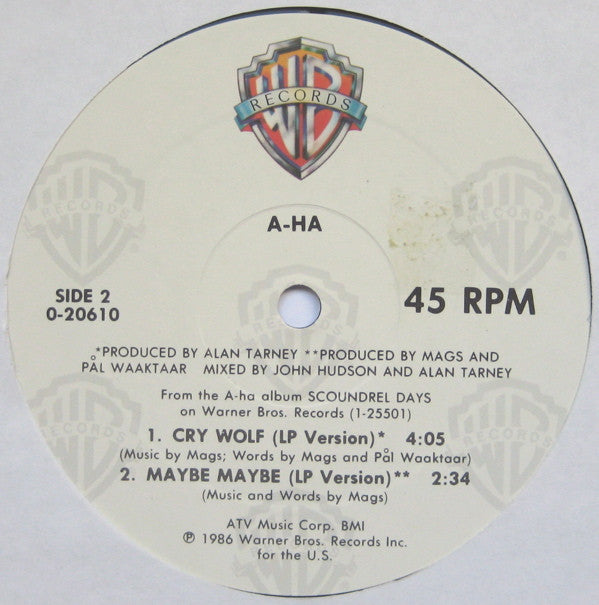 WB
RECORDS
A-HA
SIDE 2
0-20610
45 RPM
*PRODUCED BY ALAN TARNEY **PRODUCED BY MAGS AND
PÅL WAAKTAAR MIXED BY JOHN HUDSON AND ALAN TARNEY
From the A-ha album SCOUNDREL DAYS
on Warner Bros. Records (1-25501)
1. CRY WOLF (LP Version)* 4:05
(Music by Mags; Words by Mags and Pål Waaktaar)
2. MAYBE MAYBE (LP Version)** 2:34
(Music and Words by Mags)
ATV Music Corp. BMI
℗ 1986 Warner Bros. Records Inc.
for the U.S.